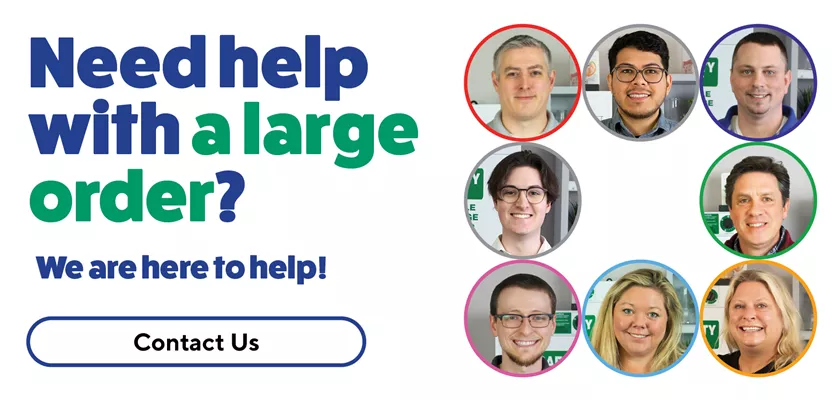 Need help
with a large
order?
We are here to help!
Contact Us